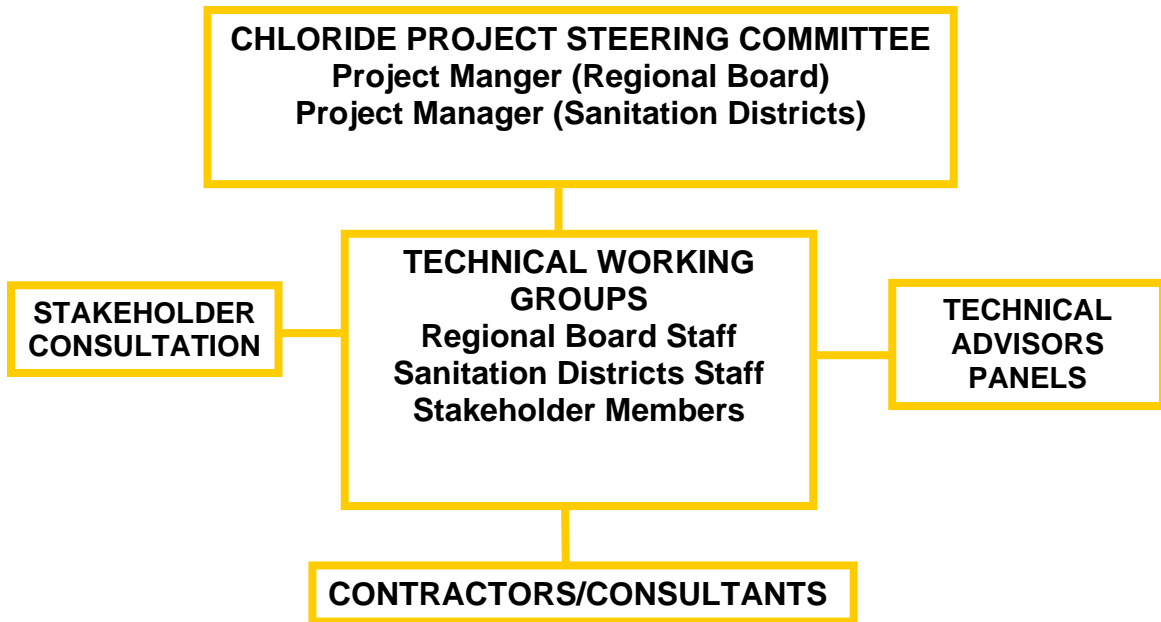 CHLORIDE PROJECT STEERING COMMITTEE
Project Manger (Regional Board)
Project Manager (Sanitation Districts)
TECHNICAL WORKING
GROUPS
Regional Board Staff
Sanitation Districts Staff
Stakeholder Members
STAKEHOLDER
CONSULTATION
TECHNICAL
ADVISORS
PANELS
CONTRACTORS/CONSULTANTS